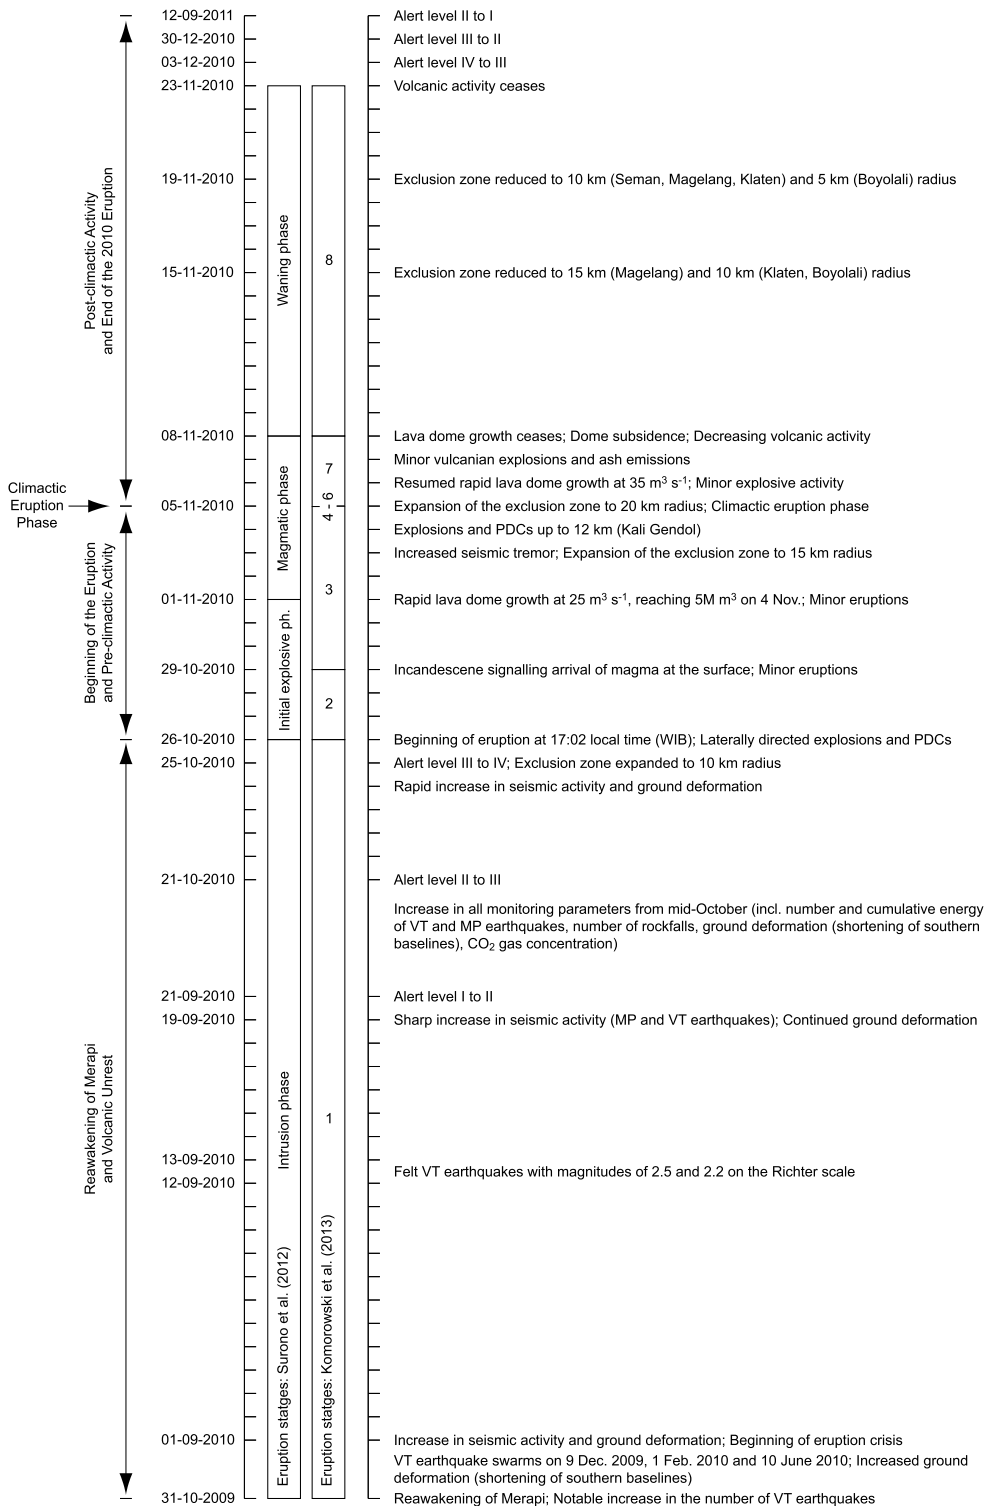 12-09-2011 Alert level II to I
30-12-2010 Alert level III to II
03-12-2010 Alert level IV to III
23-11-2010 Volcanic activity ceases
19-11-2010 Exclusion zone reduced to 10 km (Seman, Magelang, Klaten) and 5 km (Boyolali) radius
15-11-2010 Exclusion zone reduced to 15 km (Magelang) and 10 km (Klaten, Boyolali) radius
08-11-2010 Lava dome growth ceases; Dome subsidence; Decreasing volcanic activity
Minor vulcanian explosions and ash emissions
Resumed rapid lava dome growth at 35 m³ s⁻¹; Minor explosive activity
05-11-2010 Expansion of the exclusion zone to 20 km radius; Climactic eruption phase
Explosions and PDCs up to 12 km (Kali Gendol)
Increased seismic tremor; Expansion of the exclusion zone to 15 km radius
01-11-2010 Rapid lava dome growth at 25 m³ s⁻¹, reaching 5M m³ on 4 Nov.; Minor eruptions
29-10-2010 Incandescene signalling arrival of magma at the surface; Minor eruptions
26-10-2010 Beginning of eruption at 17:02 local time (WIB); Laterally directed explosions and PDCs
25-10-2010 Alert level III to IV; Exclusion zone expanded to 10 km radius
Rapid increase in seismic activity and ground deformation
21-10-2010 Alert level II to III
Increase in all monitoring parameters from mid-October (incl. number and cumulative energy
of VT and MP earthquakes, number of rockfalls, ground deformation (shortening of southern
baselines), CO₂ gas concentration)
21-09-2010 Alert level I to II
19-09-2010 Sharp increase in seismic activity (MP and VT earthquakes); Continued ground deformation
13-09-2010
Felt VT earthquakes with magnitudes of 2.5 and 2.2 on the Richter scale
12-09-2010
01-09-2010 Increase in seismic activity and ground deformation; Beginning of eruption crisis
VT earthquake swarms on 9 Dec. 2009, 1 Feb. 2010 and 10 June 2010; Increased ground
deformation (shortening of southern baselines)
31-10-2009 Reawakening of Merapi; Notable increase in the number of VT earthquakes
Post-climactic Activity
and End of the 2010 Eruption
Climactic
Eruption
Phase
Beginning of the Eruption
and Pre-climactic Activity
Reawakening of Merapi
and Volcanic Unrest
Waning phase
Magmatic phase
Initial explosive ph.
Intrusion phase
Eruption statges: Surono et al. (2012)
8
7
4 - 6
3
2
1
Eruption statges: Komorowski et al. (2013)